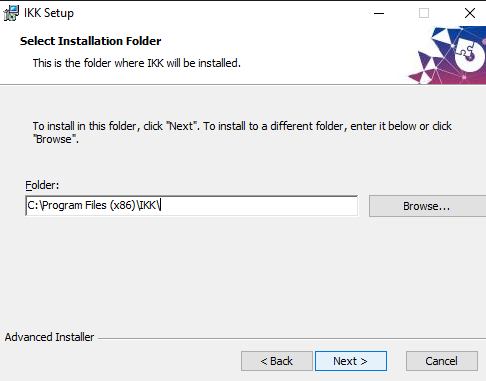 IKK Setup
Select Installation Folder
This is the folder where IKK will be installed.
To install in this folder, click "Next". To install to a different folder, enter it below or click
"Browse".
Folder:
C:\Program Files (x86)\IKK\
Browse...
Advanced Installer
< Back
Next >
Cancel